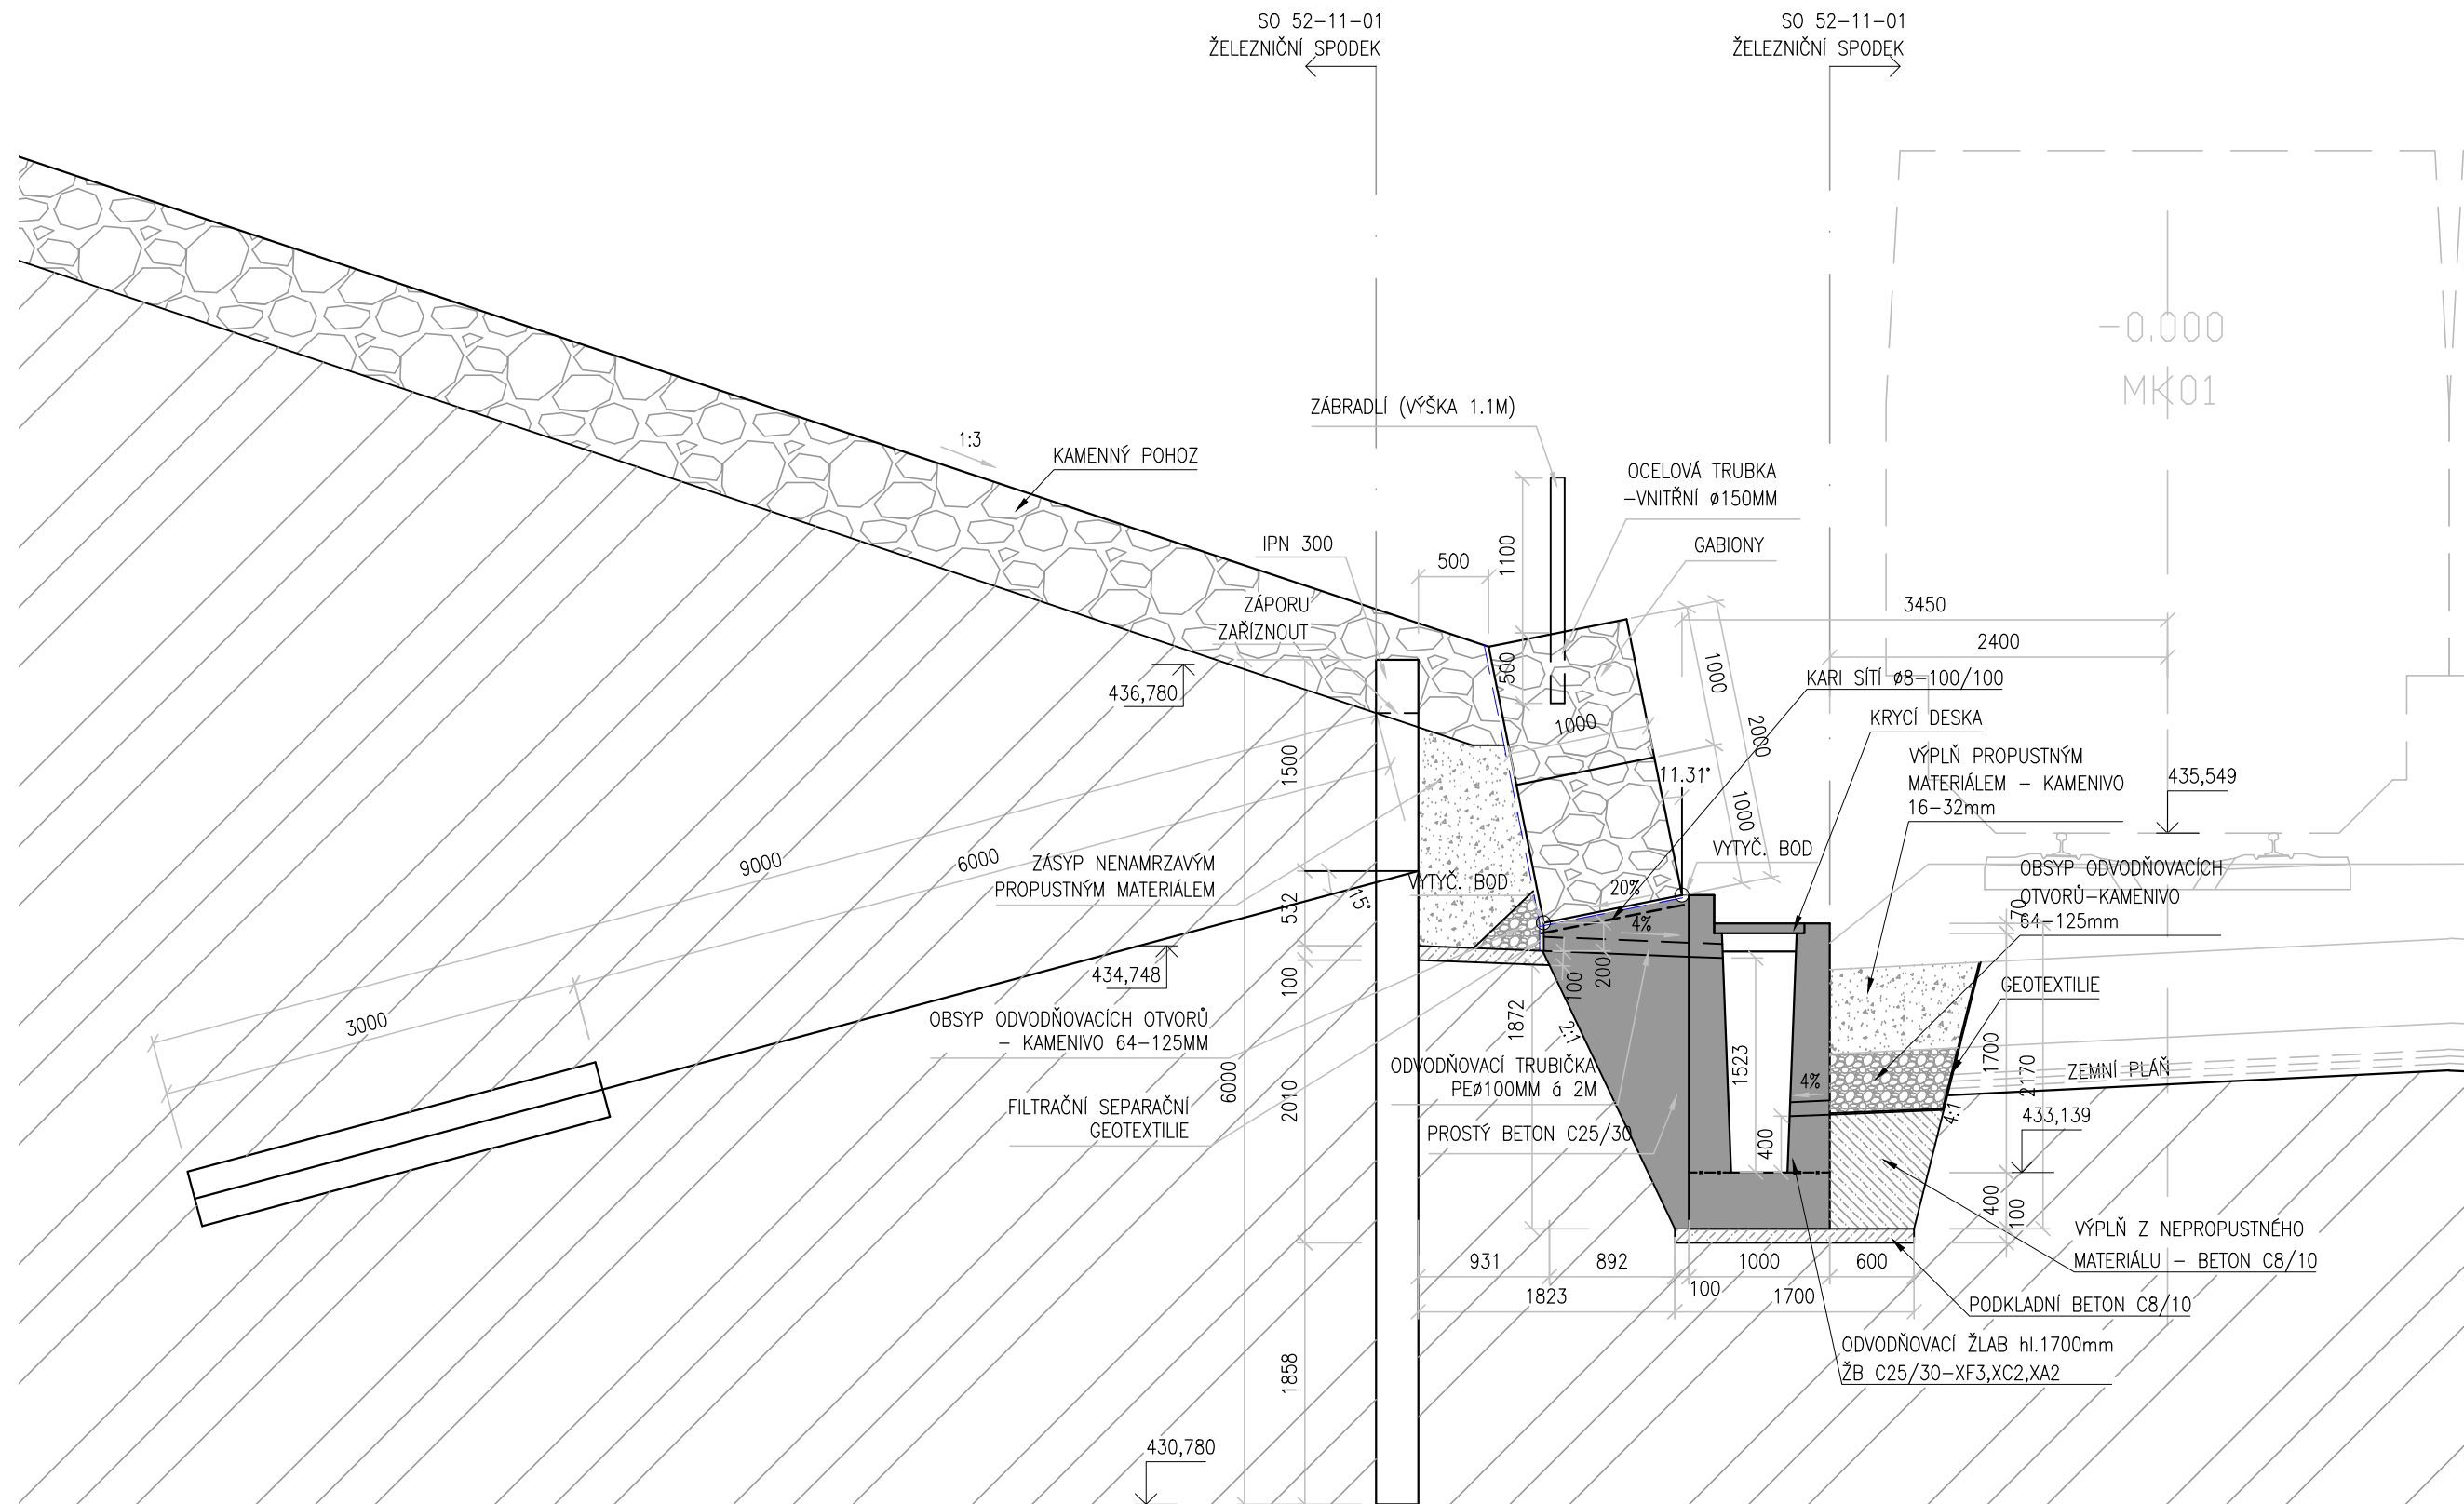 SO 52-11-01
ŽELEZNIČNÍ SPODEK
SO 52-11-01
ŽELEZNIČNÍ SPODEK
-0,000
MK01
1:3
KAMENNÝ POHOZ
ZÁBRADLÍ (VÝŠKA 1.1M)
OCELOVÁ TRUBKA
-VNITŘNÍ ø150MM
GABIONY
IPN 300
500
1100
ZÁPORU
ZAŘÍZNOUT
3450
2400
436,780
500
1000
1000
2000
1000
KARI SÍTÍ ø8-100/100
KRYCÍ DESKA
VÝPLŇ PROPUSTNÝM
MATERIÁLEM - KAMENIVO
16-32mm
435,549
11.31°
1500
VYTYČ. BOD
VYTYČ. BOD
9000
6000
3000
ZÁSYP NENAMRZAVÝM
PROPUSTNÝM MATERIÁLEM
15°
532
20%
4%
OBSYP ODVODŇOVACÍCH
OTVORŮ-KAMENIVO
64-125mm
70
434,748
100
100
200
GEOTEXTILIE
OBSYP ODVODŇOVACÍCH OTVORŮ
- KAMENIVO 64-125MM
1872
2:1
1523
1700
2170
ZEMNÍ PLÁŇ
4%
ODVODŇOVACÍ TRUBIČKA
PEø100MM á 2M
6000
2010
FILTRAČNÍ SEPARAČNÍ
GEOTEXTILIE
PROSTÝ BETON C25/30
400
4:1
433,139
400
100
VÝPLŇ Z NEPROPUSTNÉHO
MATERIÁLU - BETON C8/10
931
892
1000
600
100
1823
1700
PODKLADNÍ BETON C8/10
ODVODŇOVACÍ ŽLAB hl.1700mm
ŽB C25/30-XF3,XC2,XA2
1858
430,780